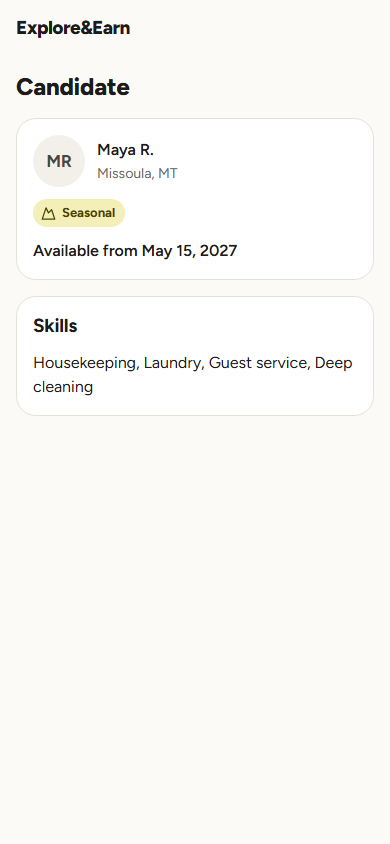 Explore&Earn
Candidate
MR
Maya R.
Missoula, MT
Seasonal
Available from May 15, 2027
Skills
Housekeeping, Laundry, Guest service, Deep
cleaning